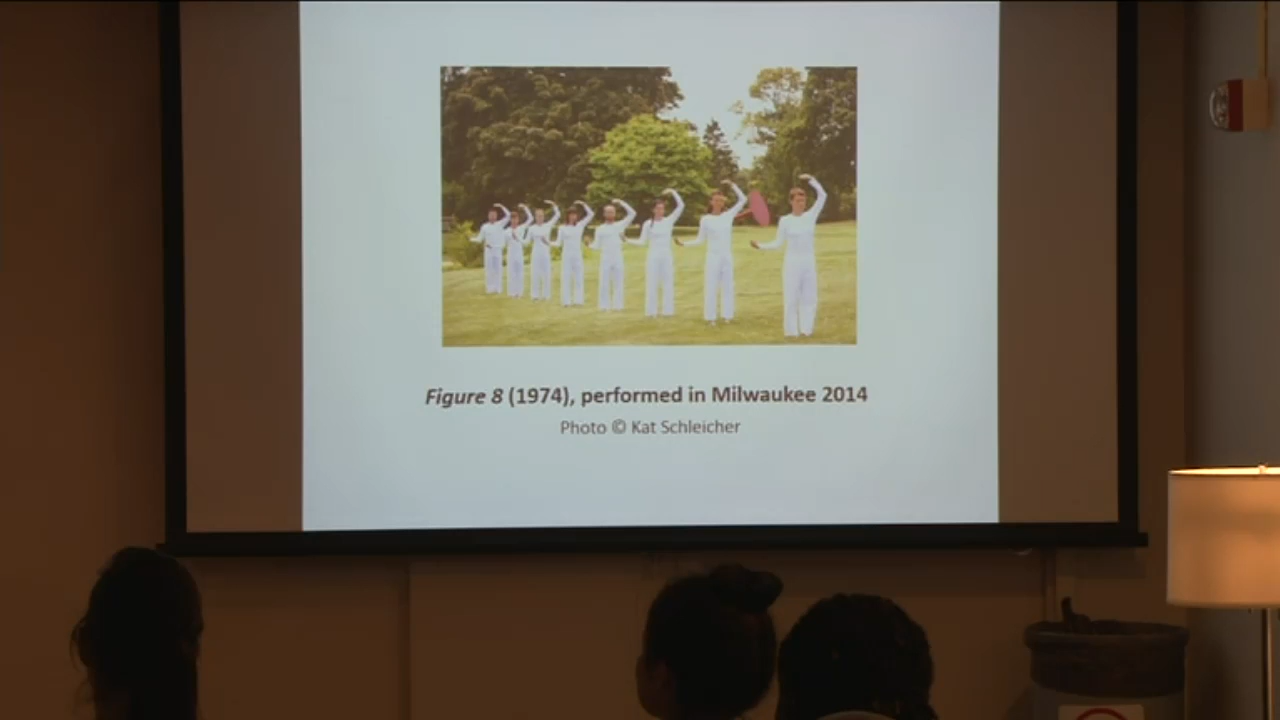 Figure 8 (1974), performed in Milwaukee 2014
Photo © Kat Schleicher